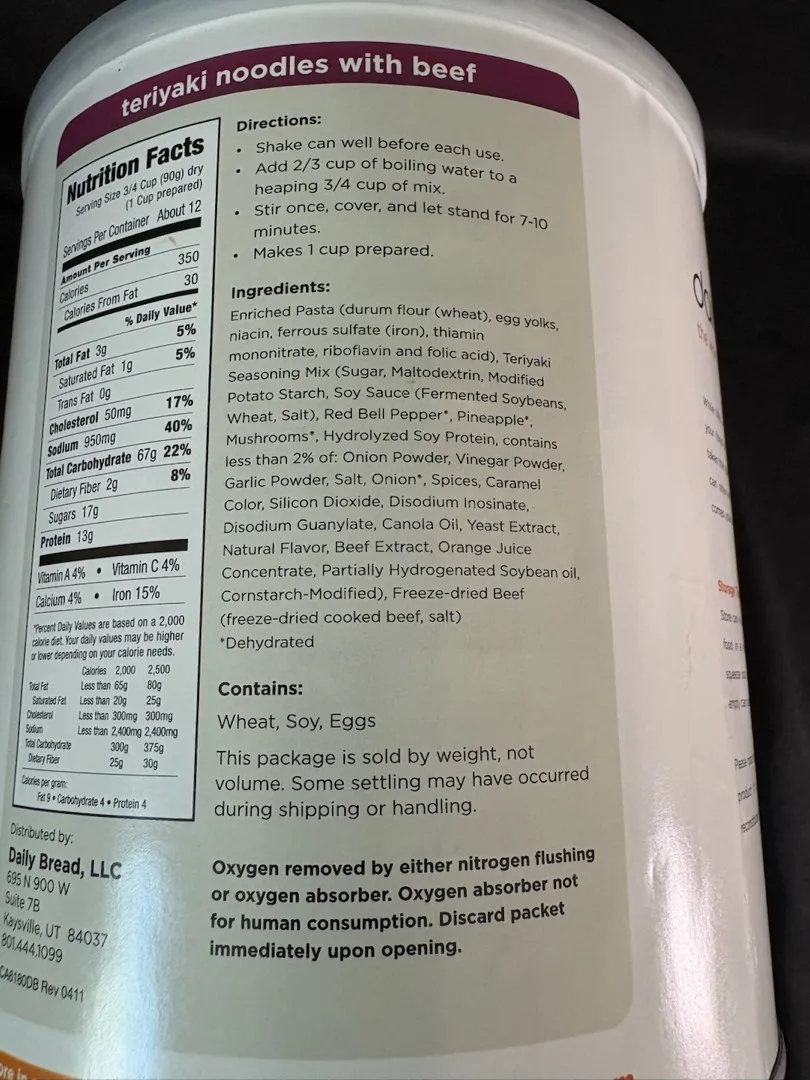 teriyaki noodles with beef
Nutrition Facts
Serving Size 3/4 Cup (90g) dry
(1 Cup prepared)
Servings Per Container About 12
Amount Per Serving
Calories 350
Calories From Fat 30
% Daily Value*
Total Fat 3g 5%
Saturated Fat 1g 5%
Trans Fat 0g
Cholesterol 50mg 17%
Sodium 950mg 40%
Total Carbohydrate 67g 22%
Dietary Fiber 2g 8%
Sugars 17g
Protein 13g
Vitamin A 4% • Vitamin C 4%
Calcium 4% • Iron 15%
*Percent Daily Values are based on a 2,000
calorie diet. Your daily values may be higher
or lower depending on your calorie needs.
Calories 2,000 2,500
Total Fat Less than 65g 80g
Saturated Fat Less than 20g 25g
Cholesterol Less than 300mg 300mg
Sodium Less than 2,400mg 2,400mg
Total Carbohydrate 300g 375g
Dietary Fiber 25g 30g
Calories per gram:
Fat 9 • Carbohydrate 4 • Protein 4
Distributed by:
Daily Bread, LLC
695 N 900 W
Suite 7B
Kaysville, UT 84037
801.444.1099
CA8180DB Rev 0411
Directions:
• Shake can well before each use.
• Add 2/3 cup of boiling water to a
heaping 3/4 cup of mix.
• Stir once, cover, and let stand for 7-10
minutes.
• Makes 1 cup prepared.
Ingredients:
Enriched Pasta (durum flour (wheat), egg yolks,
niacin, ferrous sulfate (iron), thiamin
mononitrate, riboflavin and folic acid), Teriyaki
Seasoning Mix (Sugar, Maltodextrin, Modified
Potato Starch, Soy Sauce (Fermented Soybeans,
Wheat, Salt), Red Bell Pepper*, Pineapple*,
Mushrooms*, Hydrolyzed Soy Protein, contains
less than 2% of: Onion Powder, Vinegar Powder,
Garlic Powder, Salt, Onion*, Spices, Caramel
Color, Silicon Dioxide, Disodium Inosinate,
Disodium Guanylate, Canola Oil, Yeast Extract,
Natural Flavor, Beef Extract, Orange Juice
Concentrate, Partially Hydrogenated Soybean oil,
Cornstarch-Modified), Freeze-dried Beef
(freeze-dried cooked beef, salt)
*Dehydrated
Contains:
Wheat, Soy, Eggs
This package is sold by weight, not
volume. Some settling may have occurred
during shipping or handling.
Oxygen removed by either nitrogen flushing
or oxygen absorber. Oxygen absorber not
for human consumption. Discard packet
immediately upon opening.